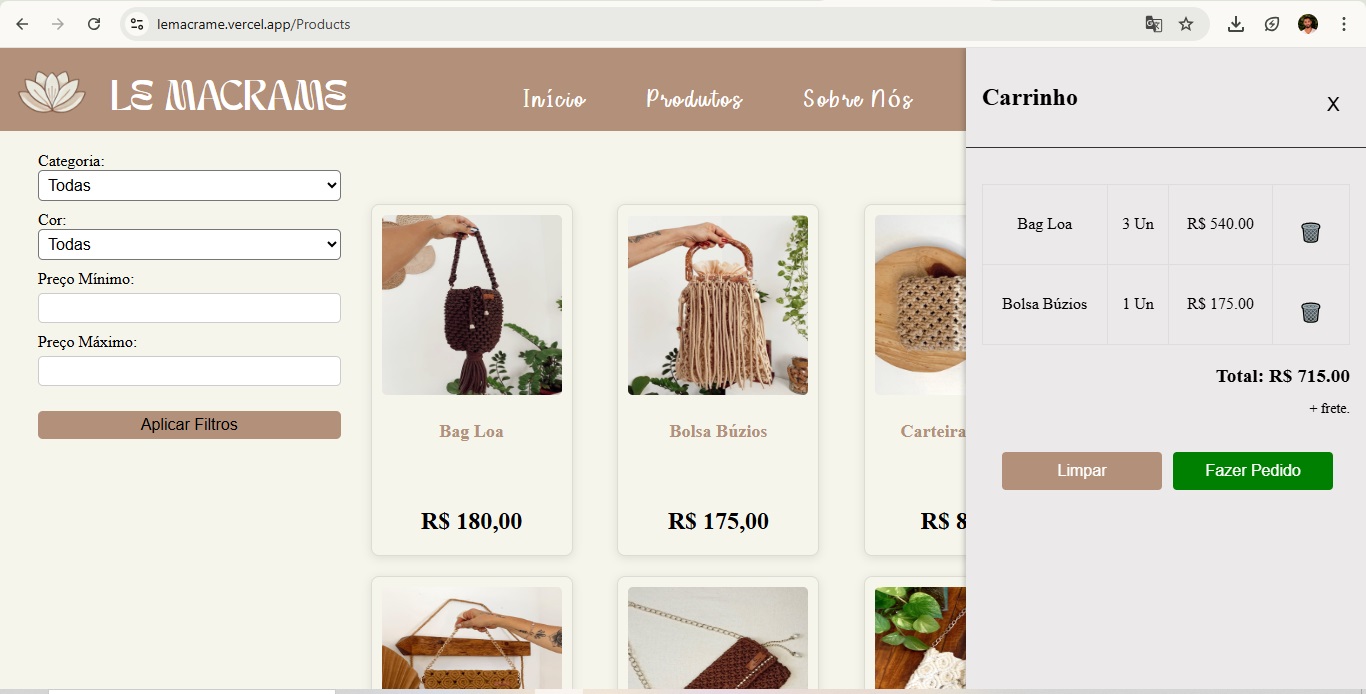 lemacrame.vercel.app/Products
LE MACRAME
Início Produtos Sobre Nós
Categoria:
Todas
Cor:
Todas
Preço Mínimo:
Preço Máximo:
Aplicar Filtros
Bag Loa
R$ 180,00
Bolsa Búzios
R$ 175,00
Carteira
R$ 8
Carrinho
X
Bag Loa 3 Un R$ 540.00
Bolsa Búzios 1 Un R$ 175.00
Total: R$ 715.00
+ frete.
Limpar Fazer Pedido